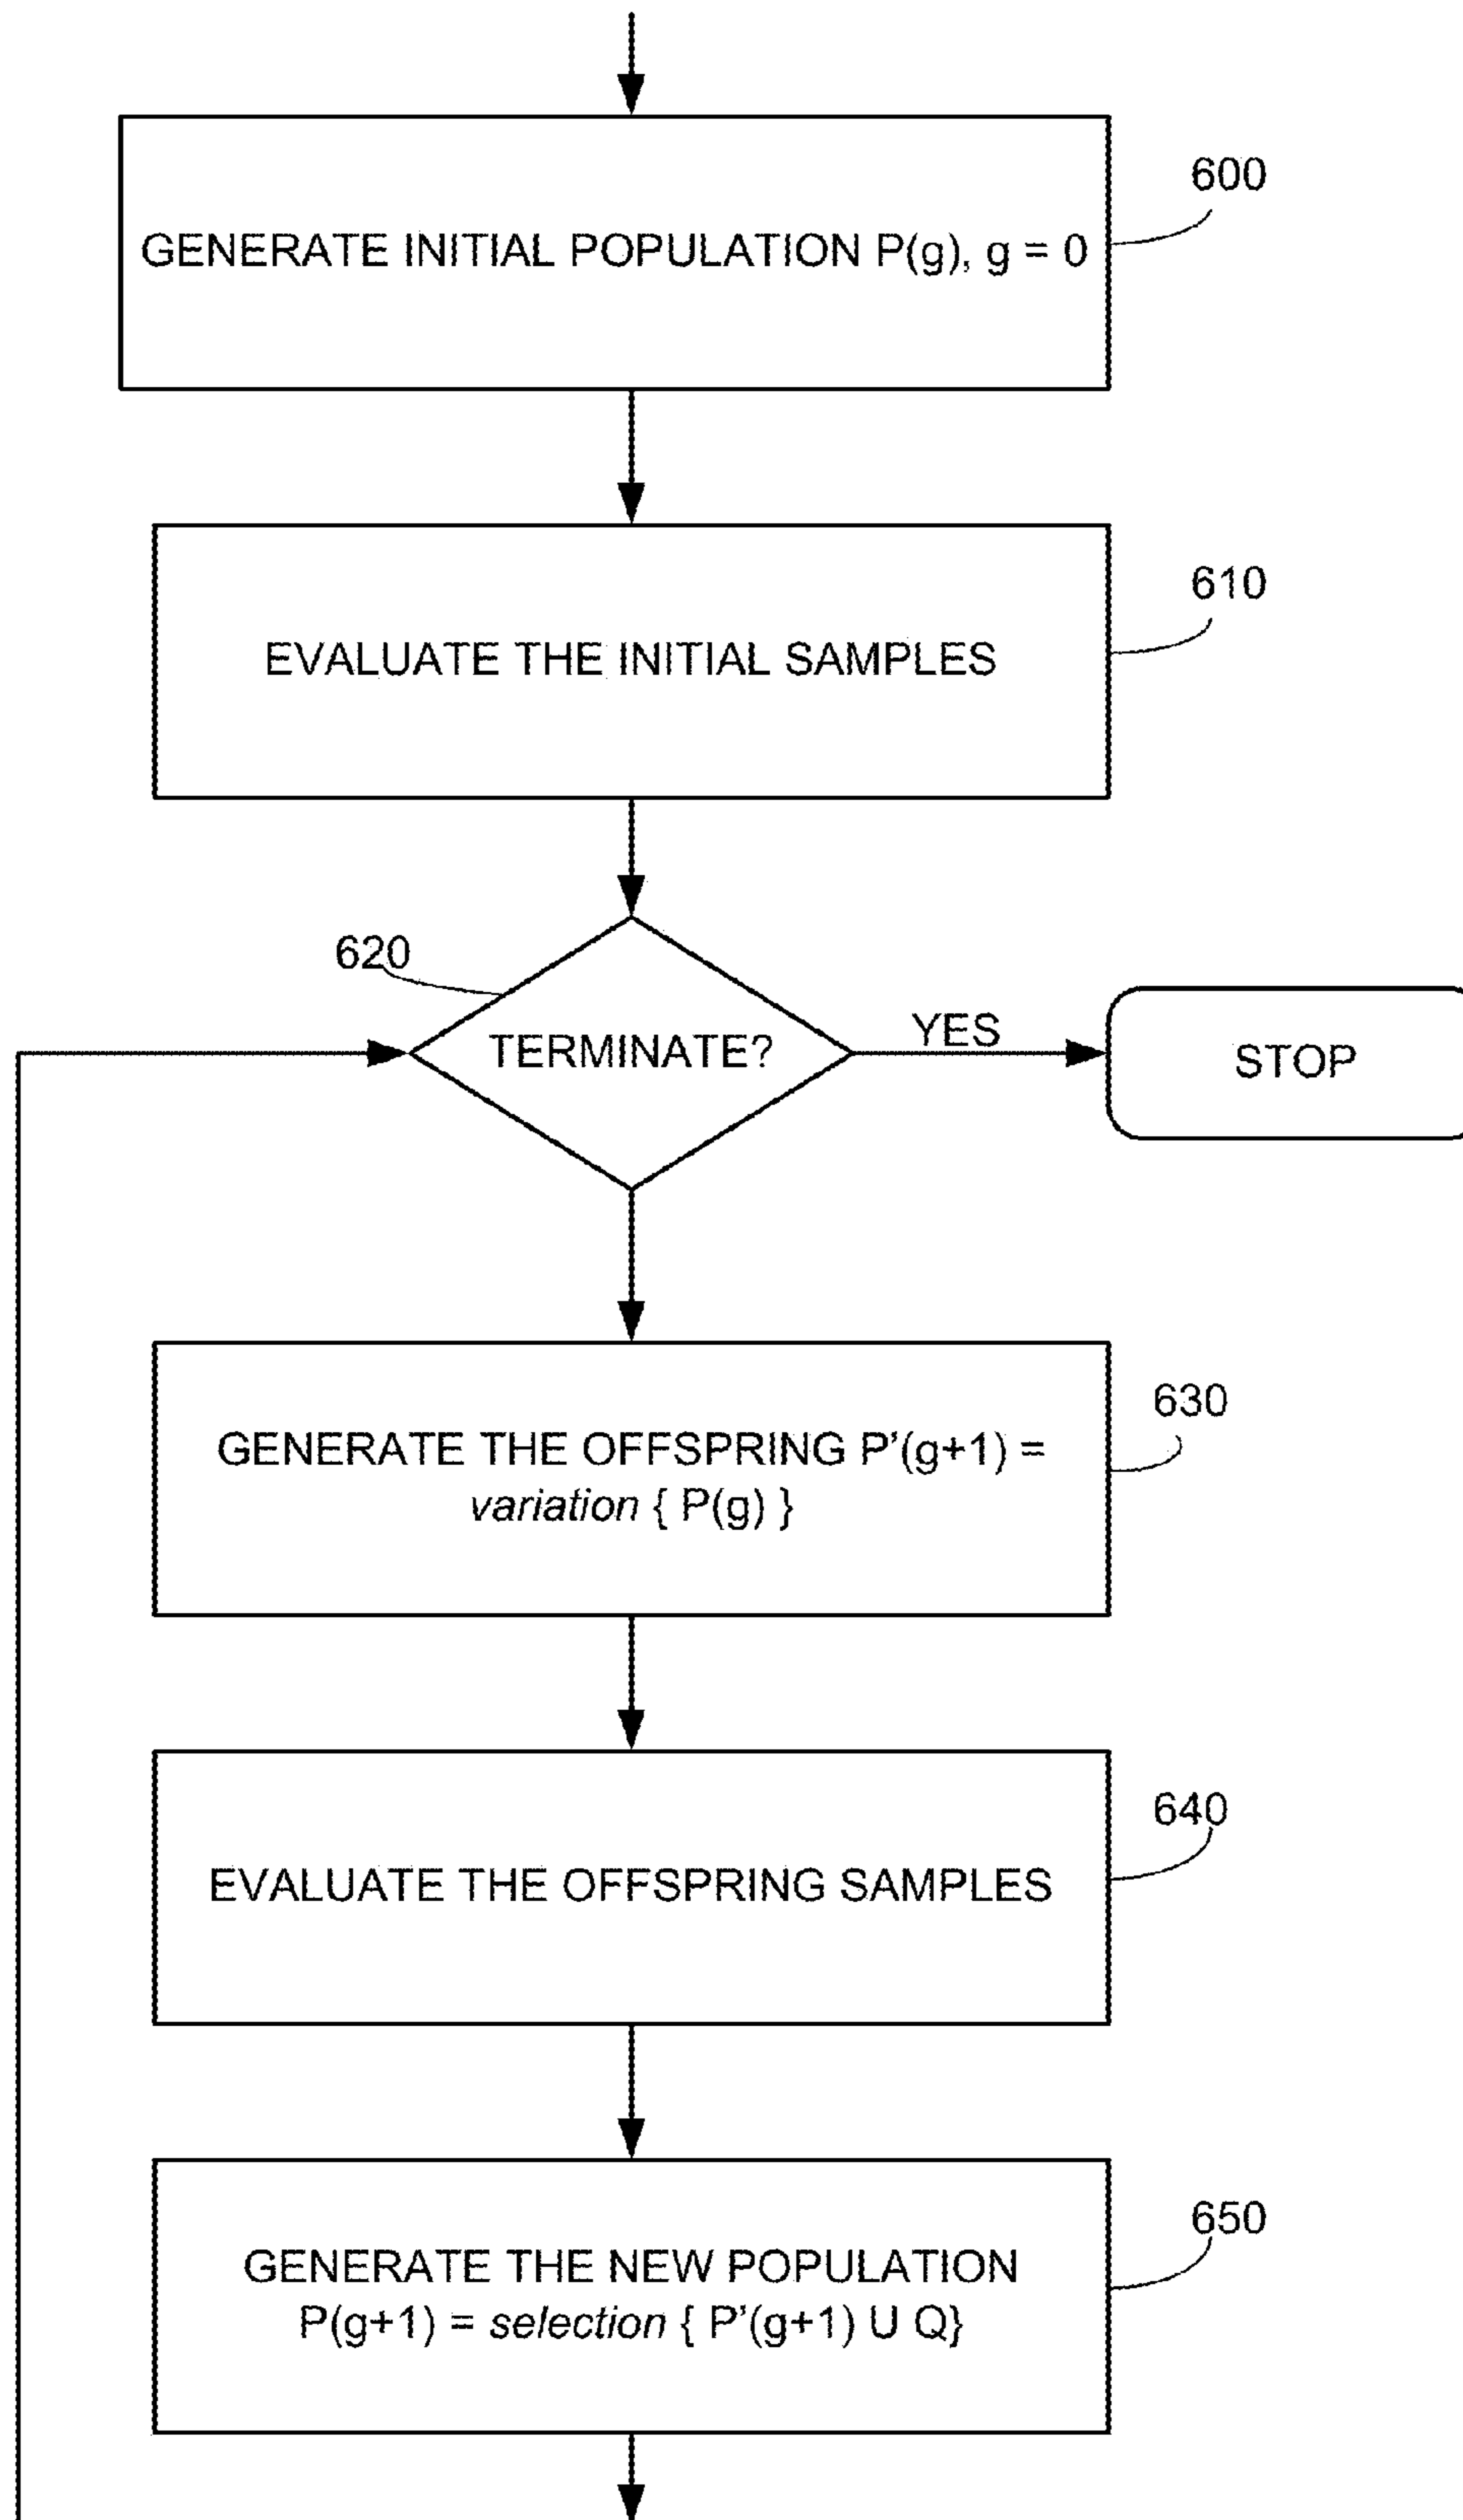 600
GENERATE INITIAL POPULATION P(g), g = 0
610
EVALUATE THE INITIAL SAMPLES
620
TERMINATE?
YES
STOP
630
GENERATE THE OFFSPRING P'(g+1) =
variation { P(g) }
640
EVALUATE THE OFFSPRING SAMPLES
650
GENERATE THE NEW POPULATION
P(g+1) = selection { P'(g+1) U Q}